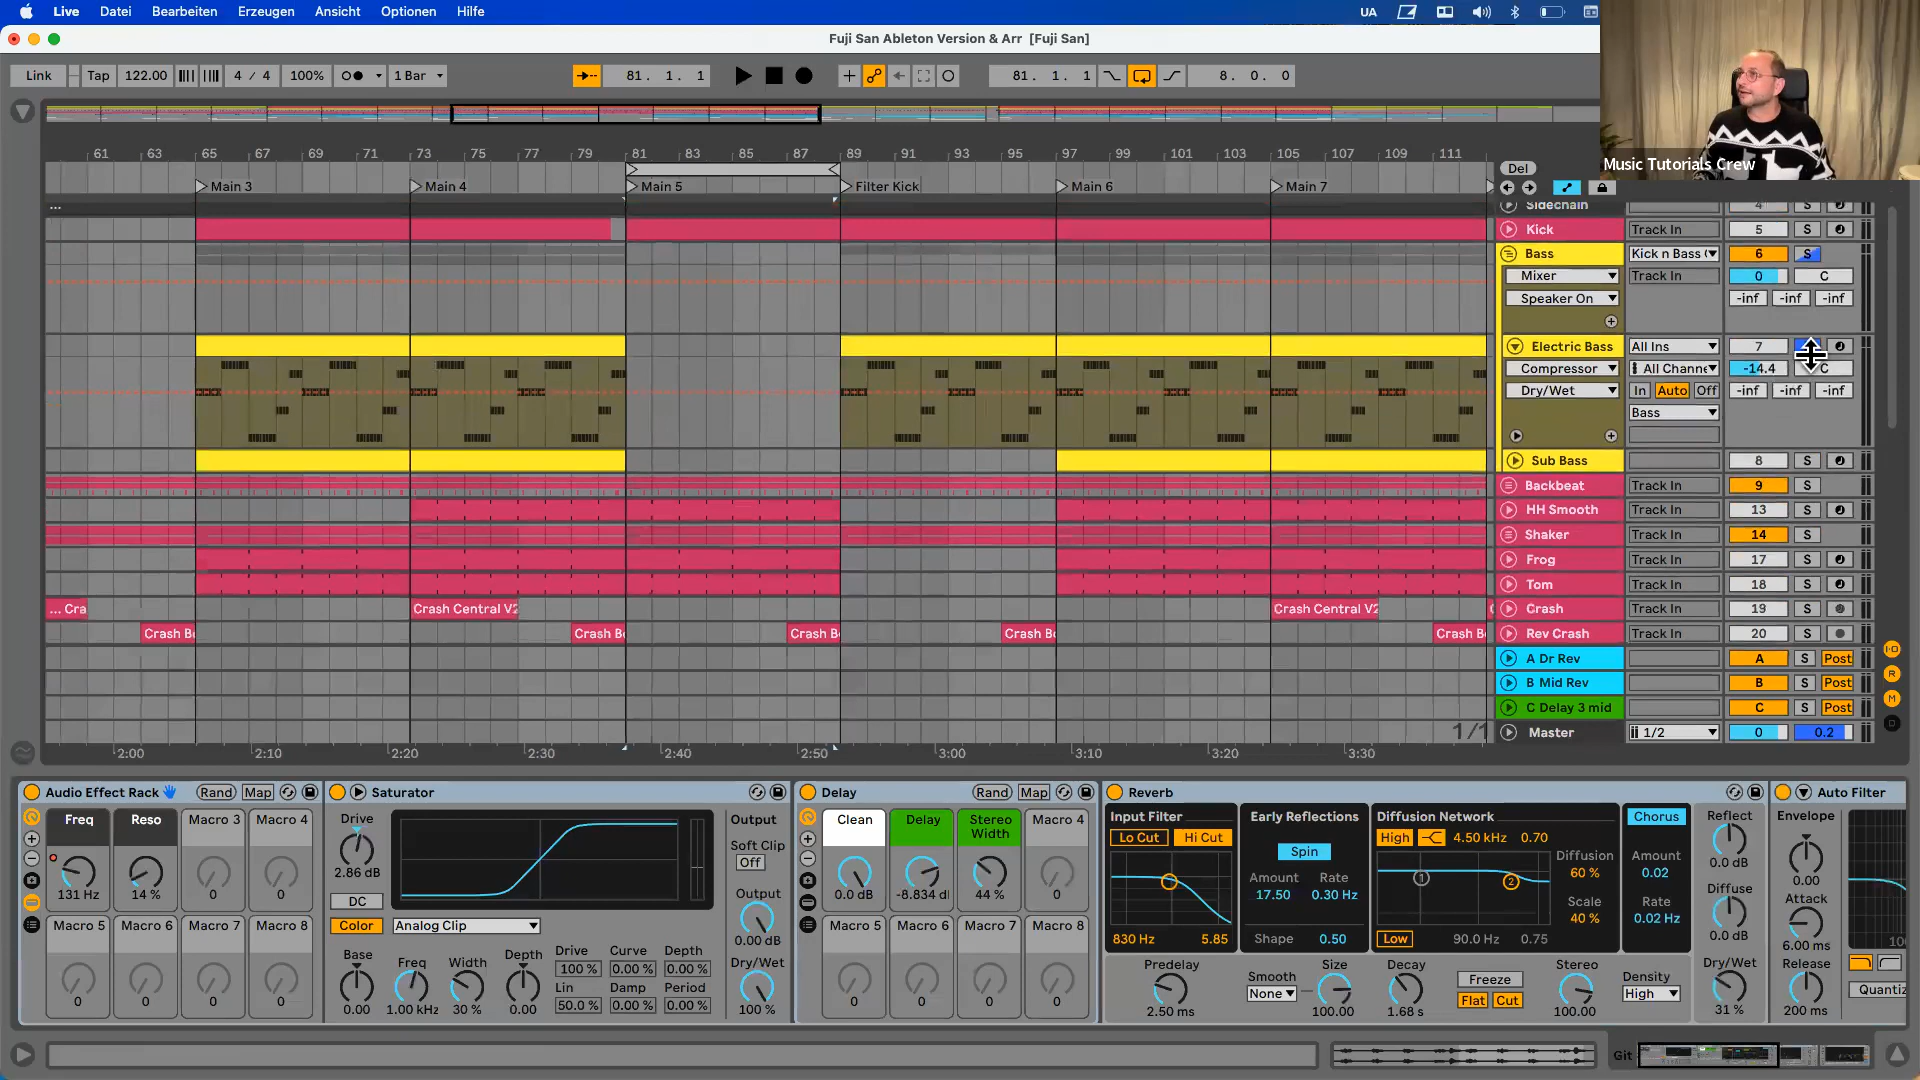 Live Datei Bearbeiten Erzeugen Ansicht Optionen Hilfe UA
Fuji San Ableton Version & Arr [Fuji San]
Link Tap 122.00 4 / 4 100% 1 Bar 81. 1. 1 81. 1. 1 8. 0. 0
61 63 65 67 69 71 73 75 77 79 81 83 85 87 89 91 93 95 97 99 101 103 105 107 109 111
Music Tutorials Crew
Del
Main 3 Main 4 Main 5 Filter Kick Main 6 Main 7
...
Sidechain 4 S
Kick Track In 5 S
Bass Kick n Bass ( 6 S
Mixer Track In 0 C
Speaker On -inf -inf -inf
Electric Bass All Ins 7
Compressor All Channe -14.4 C
Dry/Wet In Auto Off -inf -inf -inf
Bass
Sub Bass 8 S
Backbeat Track In 9 S
HH Smooth Track In 13 S
Shaker Track In 14 S
Frog Track In 17 S
Tom Track In 18 S
... Cra Crash Central V2 Crash Central V2 Crash Track In 19 S
Crash Bo Crash Bo Crash Bo Crash Bo Crash B Rev Crash Track In 20 S
A Dr Rev A S Post
B Mid Rev B S Post
C Delay 3 mid C S Post
1/1 Master 1/2 0 0.2
2:00 2:10 2:20 2:30 2:40 2:50 3:00 3:10 3:20 3:30
Audio Effect Rack Rand Map
Freq Reso Macro 3 Macro 4
131 Hz 14 % 0 0
Macro 5 Macro 6 Macro 7 Macro 8
0 0 0 0
Saturator
Drive
2.86 dB
DC
Color Analog Clip
Output
Soft Clip
Off
Output
0.00 dB
Dry/Wet
100 %
Base Freq Width Depth
0.00 1.00 kHz 30 % 0.00
Drive Curve Depth
100 % 0.00 % 0.00 %
Lin Damp Period
50.0 % 0.00 % 0.00 %
Delay Rand Map
Clean Delay Stereo Width Macro 4
0.0 dB -8.834 d 44 % 0
Macro 5 Macro 6 Macro 7 Macro 8
0 0 0 0
Reverb
Input Filter
Lo Cut Hi Cut
830 Hz 5.85
Early Reflections
Spin
Amount Rate
17.50 0.30 Hz
Shape 0.50
Diffusion Network
High 4.50 kHz 0.70
1 2
Diffusion
60 %
Scale
40 %
Low 90.0 Hz 0.75
Chorus
Amount
0.02
Rate
0.02 Hz
Reflect
0.0 dB
Diffuse
0.0 dB
Dry/Wet
31 %
Predelay
2.50 ms
Smooth
None
Size
100.00
Decay
1.68 s
Freeze
Flat Cut
Stereo
100.00
Density
High
Auto Filter
Envelope
0.00
Attack
6.00 ms
Release
200 ms
10
Quantiz
Git